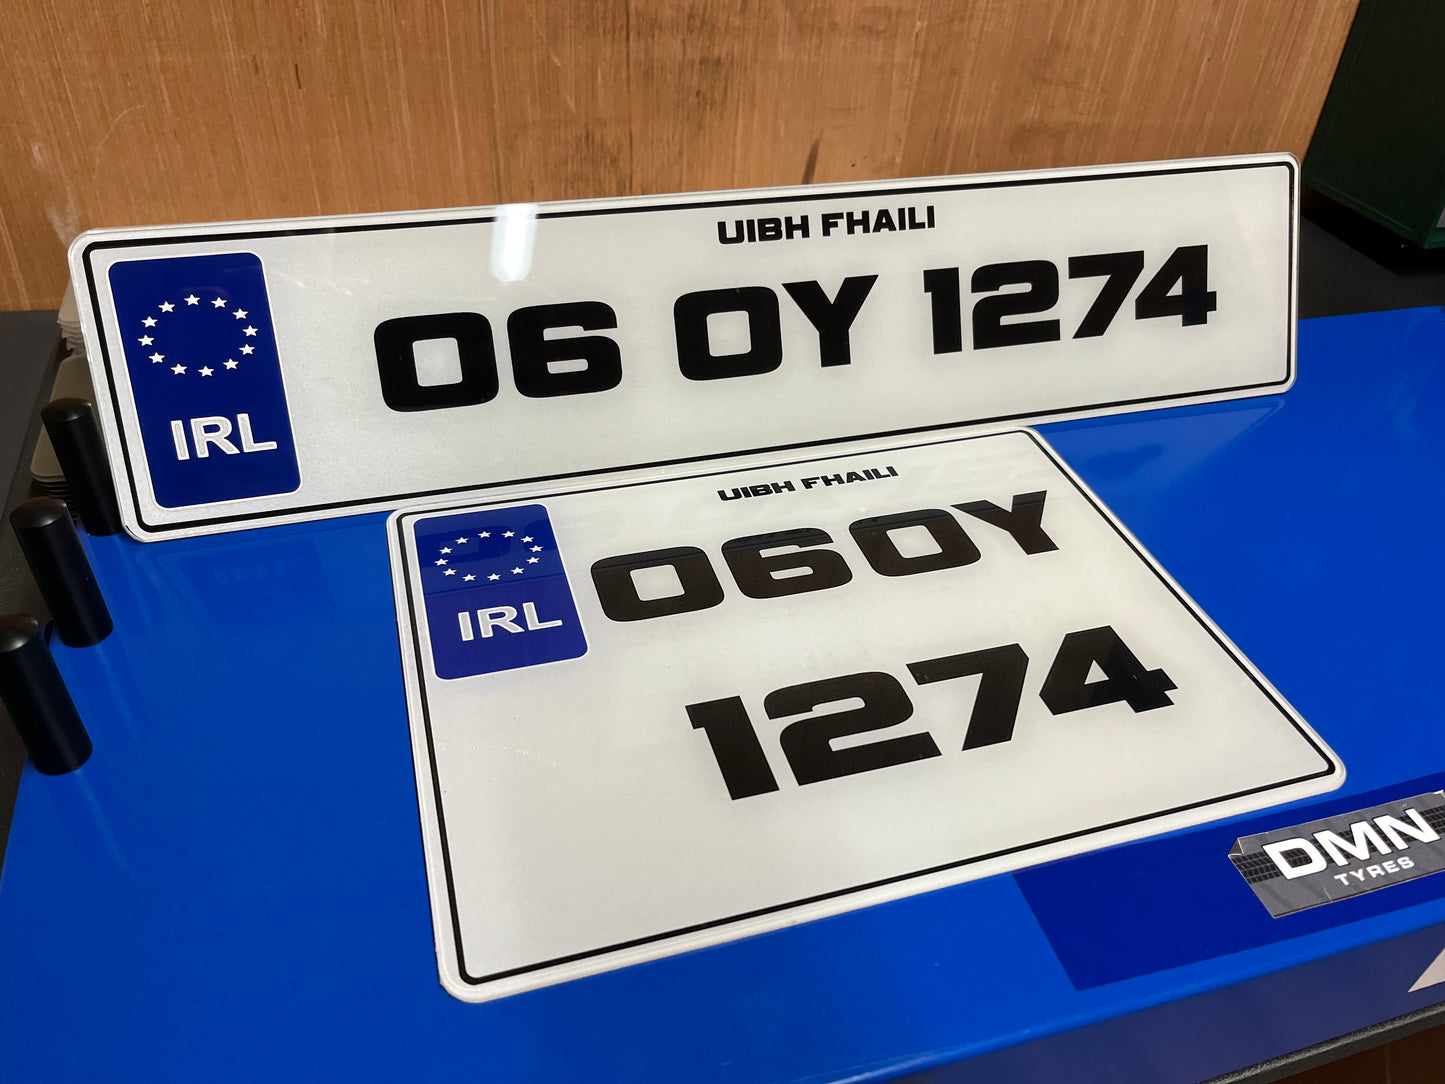 UIBH FHAILI
IRL
06 OY 1274
UIBH FHAILI
IRL
06OY
1274
DMN
TYRES